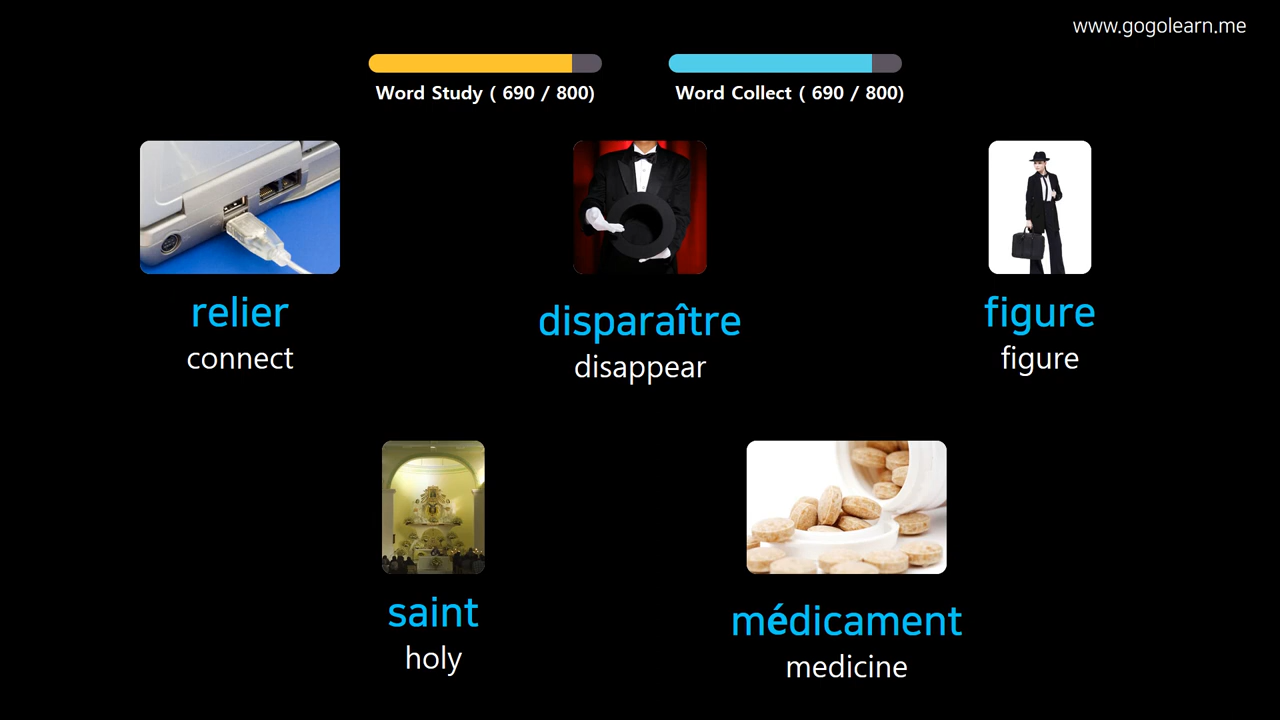 www.gogolearn.me
Word Study ( 690 / 800)
Word Collect ( 690 / 800)
relier
connect
disparaître
disappear
figure
figure
saint
holy
médicament
medicine